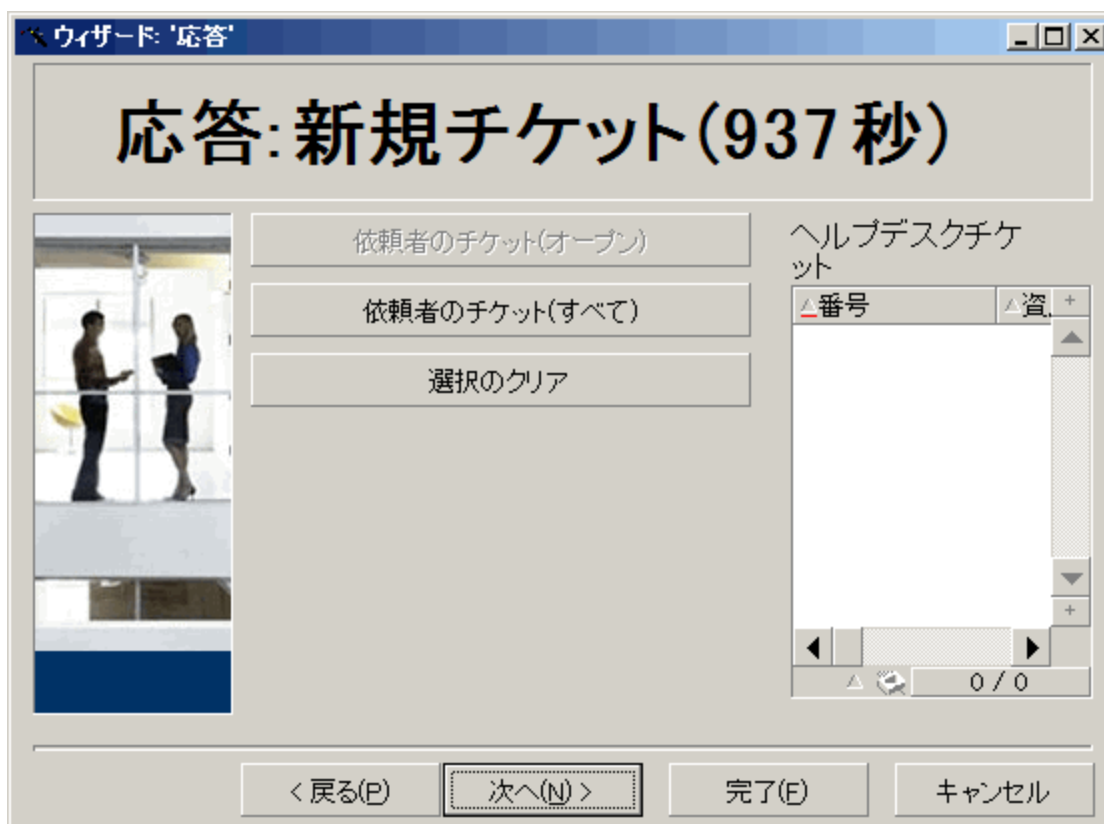 ウィザード: '応答'
応答:新規チケット(937 秒)
依頼者のチケット(オープン)
依頼者のチケット(すべて)
選択のクリア
ヘルプデスクチケ
ット
番号 資
0 / 0
< 戻る(P) 次へ(N) > 完了(F) キャンセル